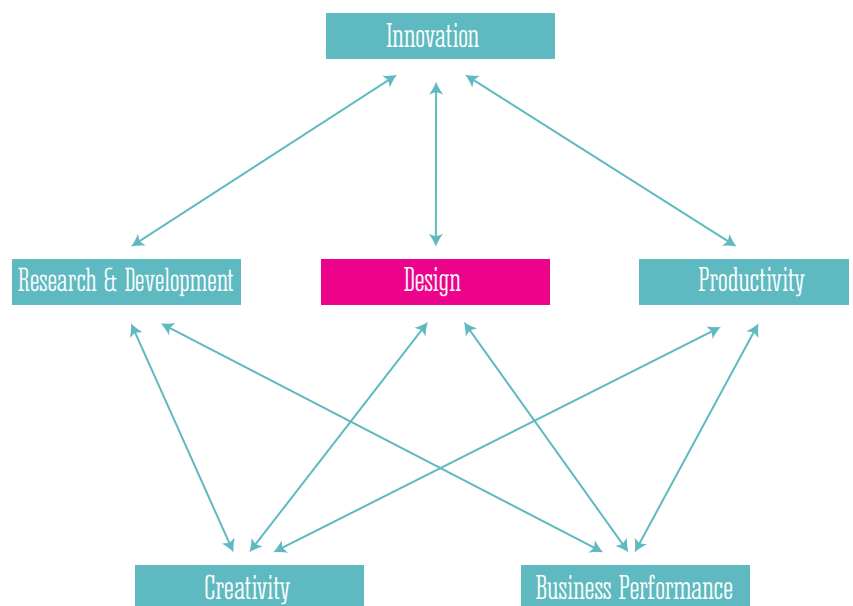 Innovation
Research & Development
Design
Productivity
Creativity
Business Performance